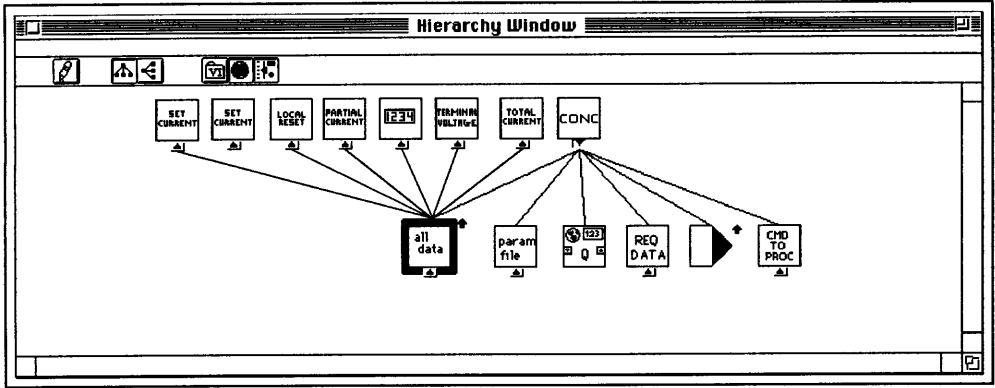 Hierarchy Window
VI
SET CURRENT
SET CURRENT
LOCAL RESET
PARTIAL CURRENT
1234
TERMINAL VOLTAGE
TOTAL CURRENT
CONC
all data
param file
123
Q
REQ DATA
CMD TO PROC